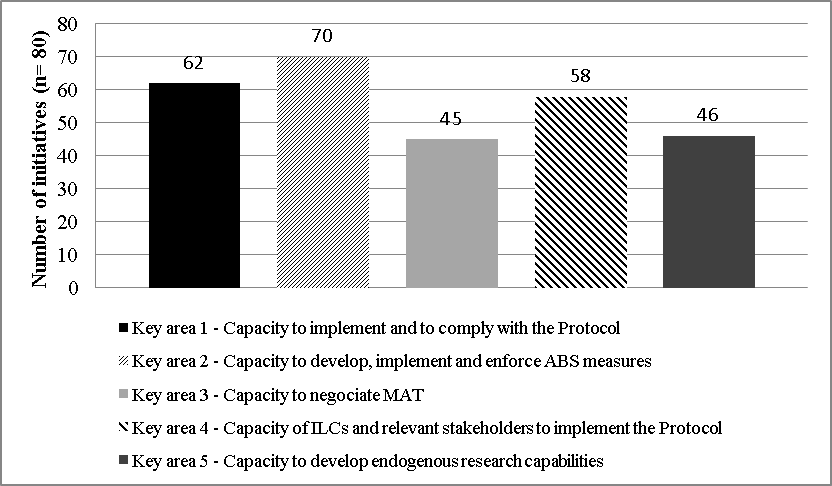 Number of initiatives (n= 80)
80
70
60
50
40
30
20
10
0
62
70
45
58
46
Key area 1 - Capacity to implement and to comply with the Protocol
Key area 2 - Capacity to develop, implement and enforce ABS measures
Key area 3 - Capacity to negociate MAT
Key area 4 - Capacity of ILCs and relevant stakeholders to implement the Protocol
Key area 5 - Capacity to develop endogenous research capabilities